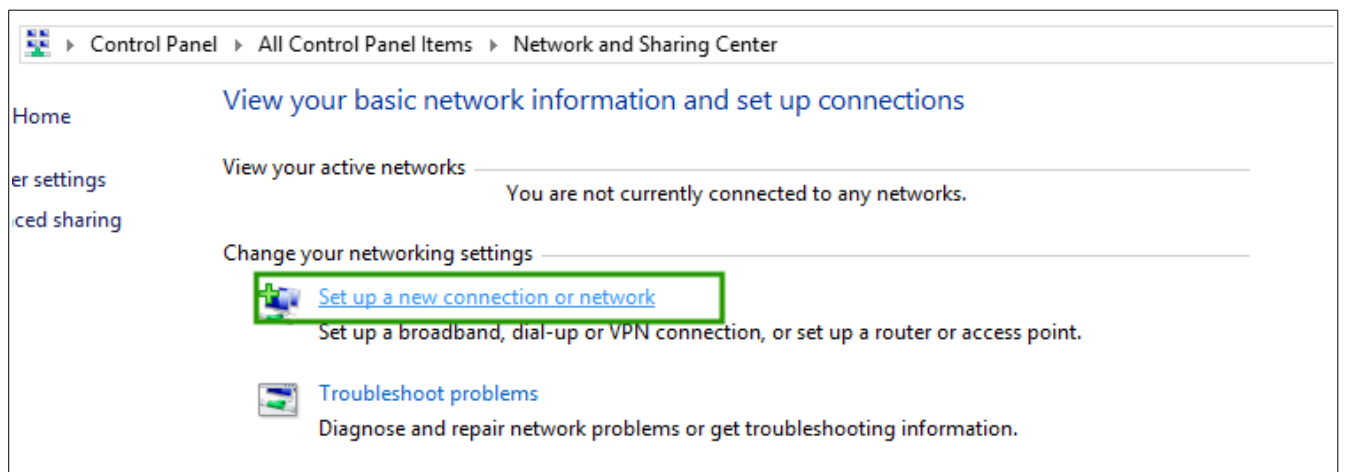 Control Panel All Control Panel Items Network and Sharing Center
Home
er settings
ced sharing
View your basic network information and set up connections
View your active networks
You are not currently connected to any networks.
Change your networking settings
Set up a new connection or network
Set up a broadband, dial-up or VPN connection, or set up a router or access point.
Troubleshoot problems
Diagnose and repair network problems or get troubleshooting information.